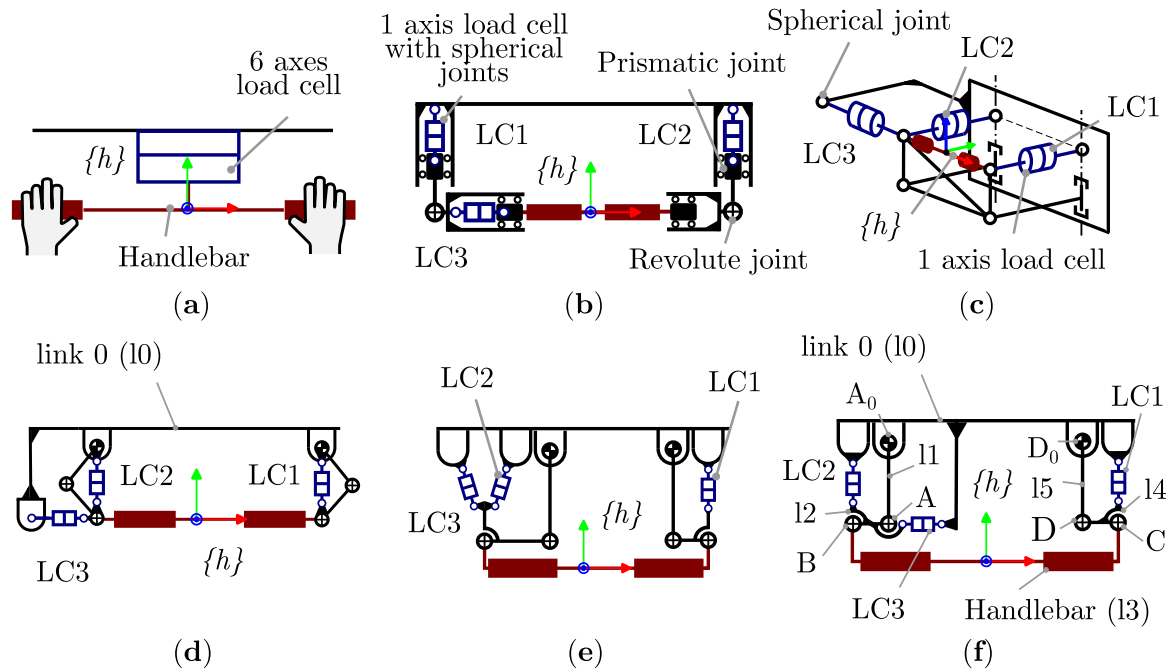 6 axes
load cell
{h}
Handlebar
(a)
1 axis load cell
with spherical
joints
Prismatic joint
LC1
LC2
{h}
LC3
Revolute joint
(b)
Spherical joint
LC2
LC1
LC3
{h}
1 axis load cell
(c)
link 0 (l0)
LC2
LC1
LC3
{h}
(d)
LC2
LC1
LC3
{h}
(e)
link 0 (l0)
A0
LC1
LC2
l1
D0
{h}
l2
A
l5
l4
D
B
C
LC3
Handlebar (l3)
(f)